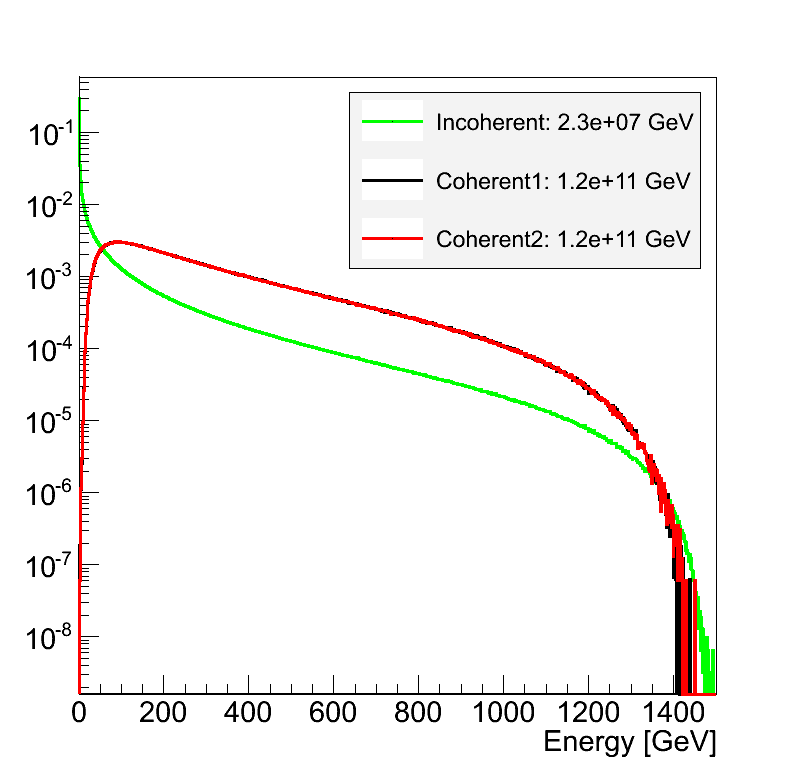 10-1
10-2
10-3
10-4
10-5
10-6
10-7
10-8
Incoherent: 2.3e+07 GeV
Coherent1: 1.2e+11 GeV
Coherent2: 1.2e+11 GeV
0 200 400 600 800 1000 1200 1400
Energy [GeV]